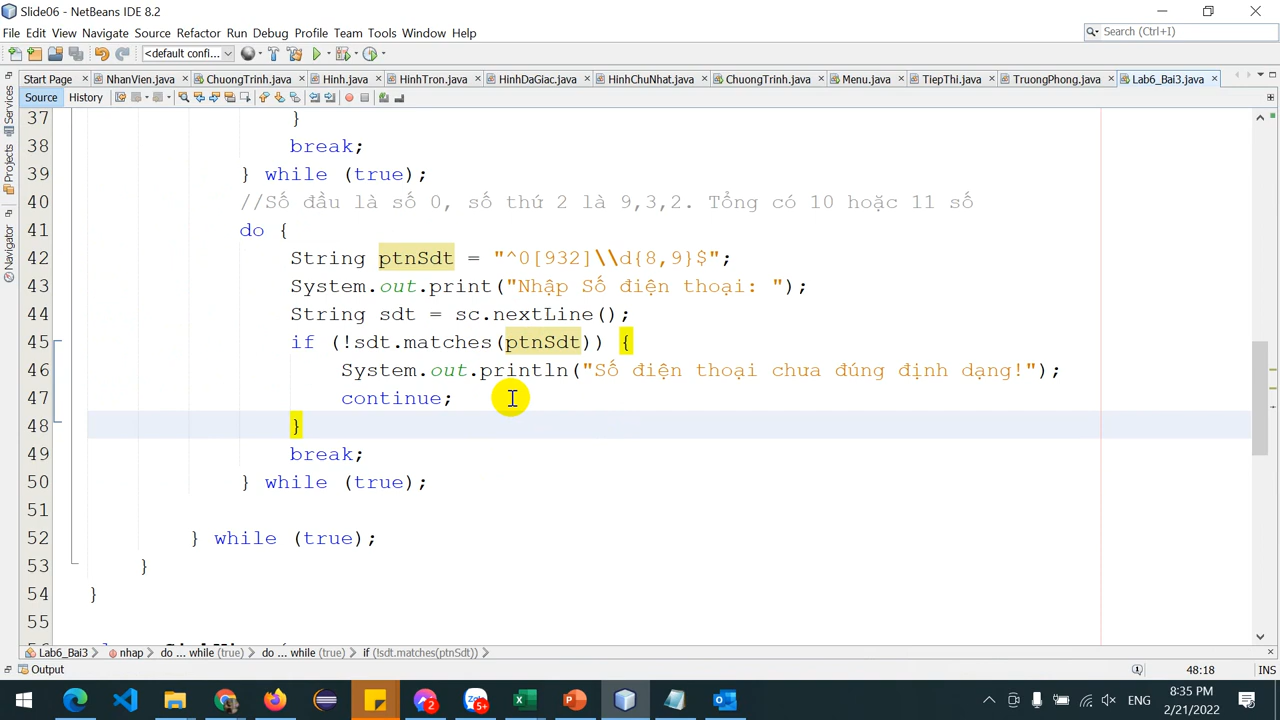 Slide06 - NetBeans IDE 8.2
File Edit View Navigate Source Refactor Run Debug Profile Team Tools Window Help
Search (Ctrl+I)
<default confi...
Start Page NhanVien.java ChuongTrinh.java Hinh.java HinhTron.java HinhDaGiac.java HinhChuNhat.java ChuongTrinh.java Menu.java TiepThi.java TruongPhong.java Lab6_Bai3.java
Source History
Services
Projects
Navigator
37 }
38 break;
39 } while (true);
40 //Số đầu là số 0, số thứ 2 là 9,3,2. Tổng có 10 hoặc 11 số
41 do {
42 String ptnSdt = "^0[932]\\d{8,9}$";
43 System.out.print("Nhập Số điện thoại: ");
44 String sdt = sc.nextLine();
45 if (!sdt.matches(ptnSdt)) {
46 System.out.println("Số điện thoại chưa đúng định dạng!");
47 continue;
48 }
49 break;
50 } while (true);
51
52 } while (true);
53 }
54 }
55
Lab6_Bai3 nhap do ... while (true) do ... while (true) if (!sdt.matches(ptnSdt))
Output
48:18 INS
2
5+
ENG
8:35 PM
2/21/2022